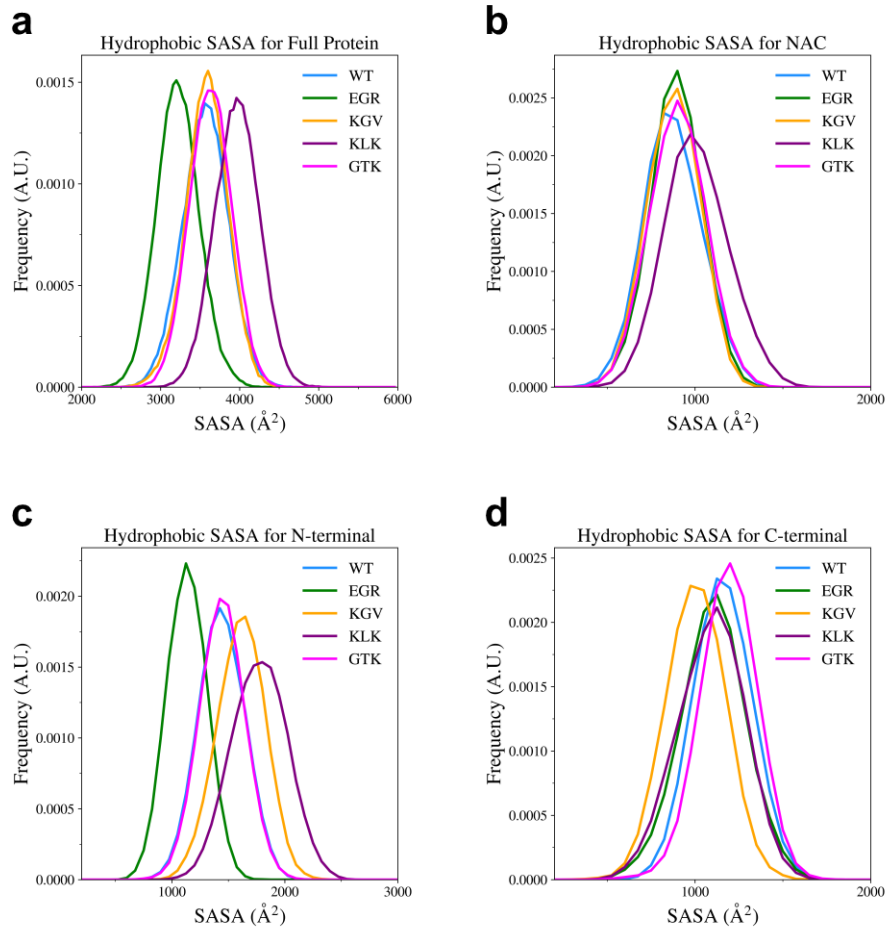 a
Hydrophobic SASA for Full Protein
0.0015
0.0010
0.0005
0.0000
Frequency (A.U.)
WT
EGR
KGV
KLK
GTK
2000 3000 4000 5000 6000
SASA (Å²)
b
Hydrophobic SASA for NAC
0.0025
0.0020
0.0015
0.0010
0.0005
0.0000
Frequency (A.U.)
WT
EGR
KGV
KLK
GTK
1000 2000
SASA (Å²)
c
Hydrophobic SASA for N-terminal
0.0020
0.0015
0.0010
0.0005
0.0000
Frequency (A.U.)
WT
EGR
KGV
KLK
GTK
1000 2000 3000
SASA (Å²)
d
Hydrophobic SASA for C-terminal
0.0025
0.0020
0.0015
0.0010
0.0005
0.0000
Frequency (A.U.)
WT
EGR
KGV
KLK
GTK
1000 2000
SASA (Å²)